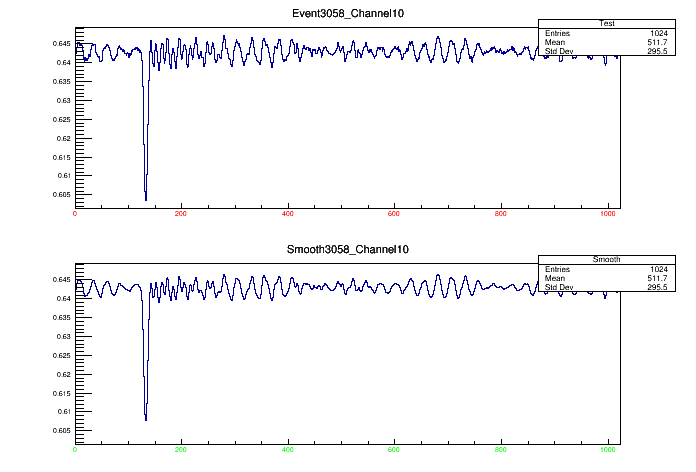 Event3058_Channel10
Test
Entries 1024
Mean 511.7
Std Dev 295.5
0.645
0.64
0.635
0.63
0.625
0.62
0.615
0.61
0.605
0 200 400 600 800 1000
Smooth3058_Channel10
Smooth
Entries 1024
Mean 511.7
Std Dev 295.5
0.645
0.64
0.635
0.63
0.625
0.62
0.615
0.61
0.605
0 200 400 600 800 1000